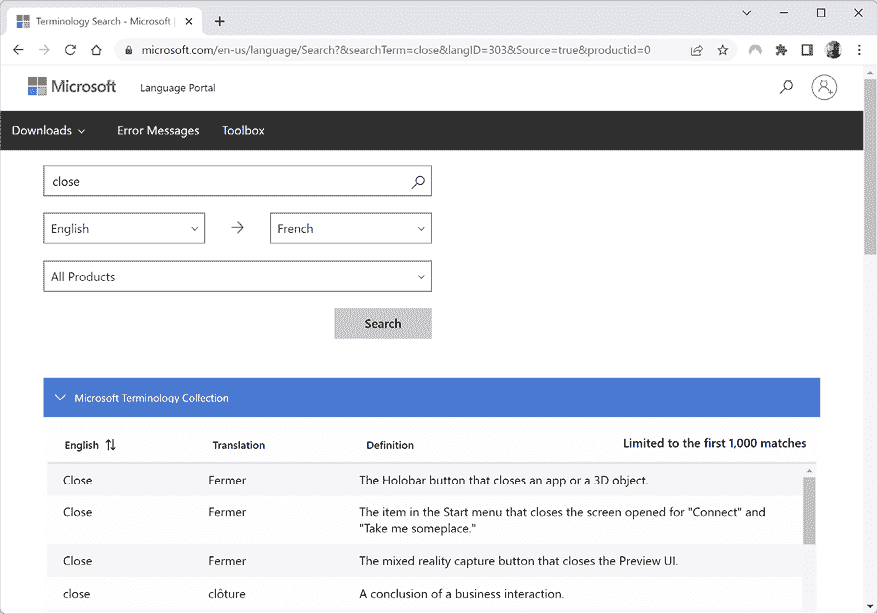 Terminology Search - Microsoft |
microsoft.com/en-us/language/Search?&searchTerm=close&langID=303&Source=true&productid=0
Microsoft Language Portal
Downloads Error Messages Toolbox
close
English → French
All Products
Search
Microsoft Terminology Collection
English Translation Definition Limited to the first 1,000 matches
Close Fermer The Holobar button that closes an app or a 3D object.
Close Fermer The item in the Start menu that closes the screen opened for "Connect" and
"Take me someplace."
Close Fermer The mixed reality capture button that closes the Preview UI.
close clôture A conclusion of a business interaction.